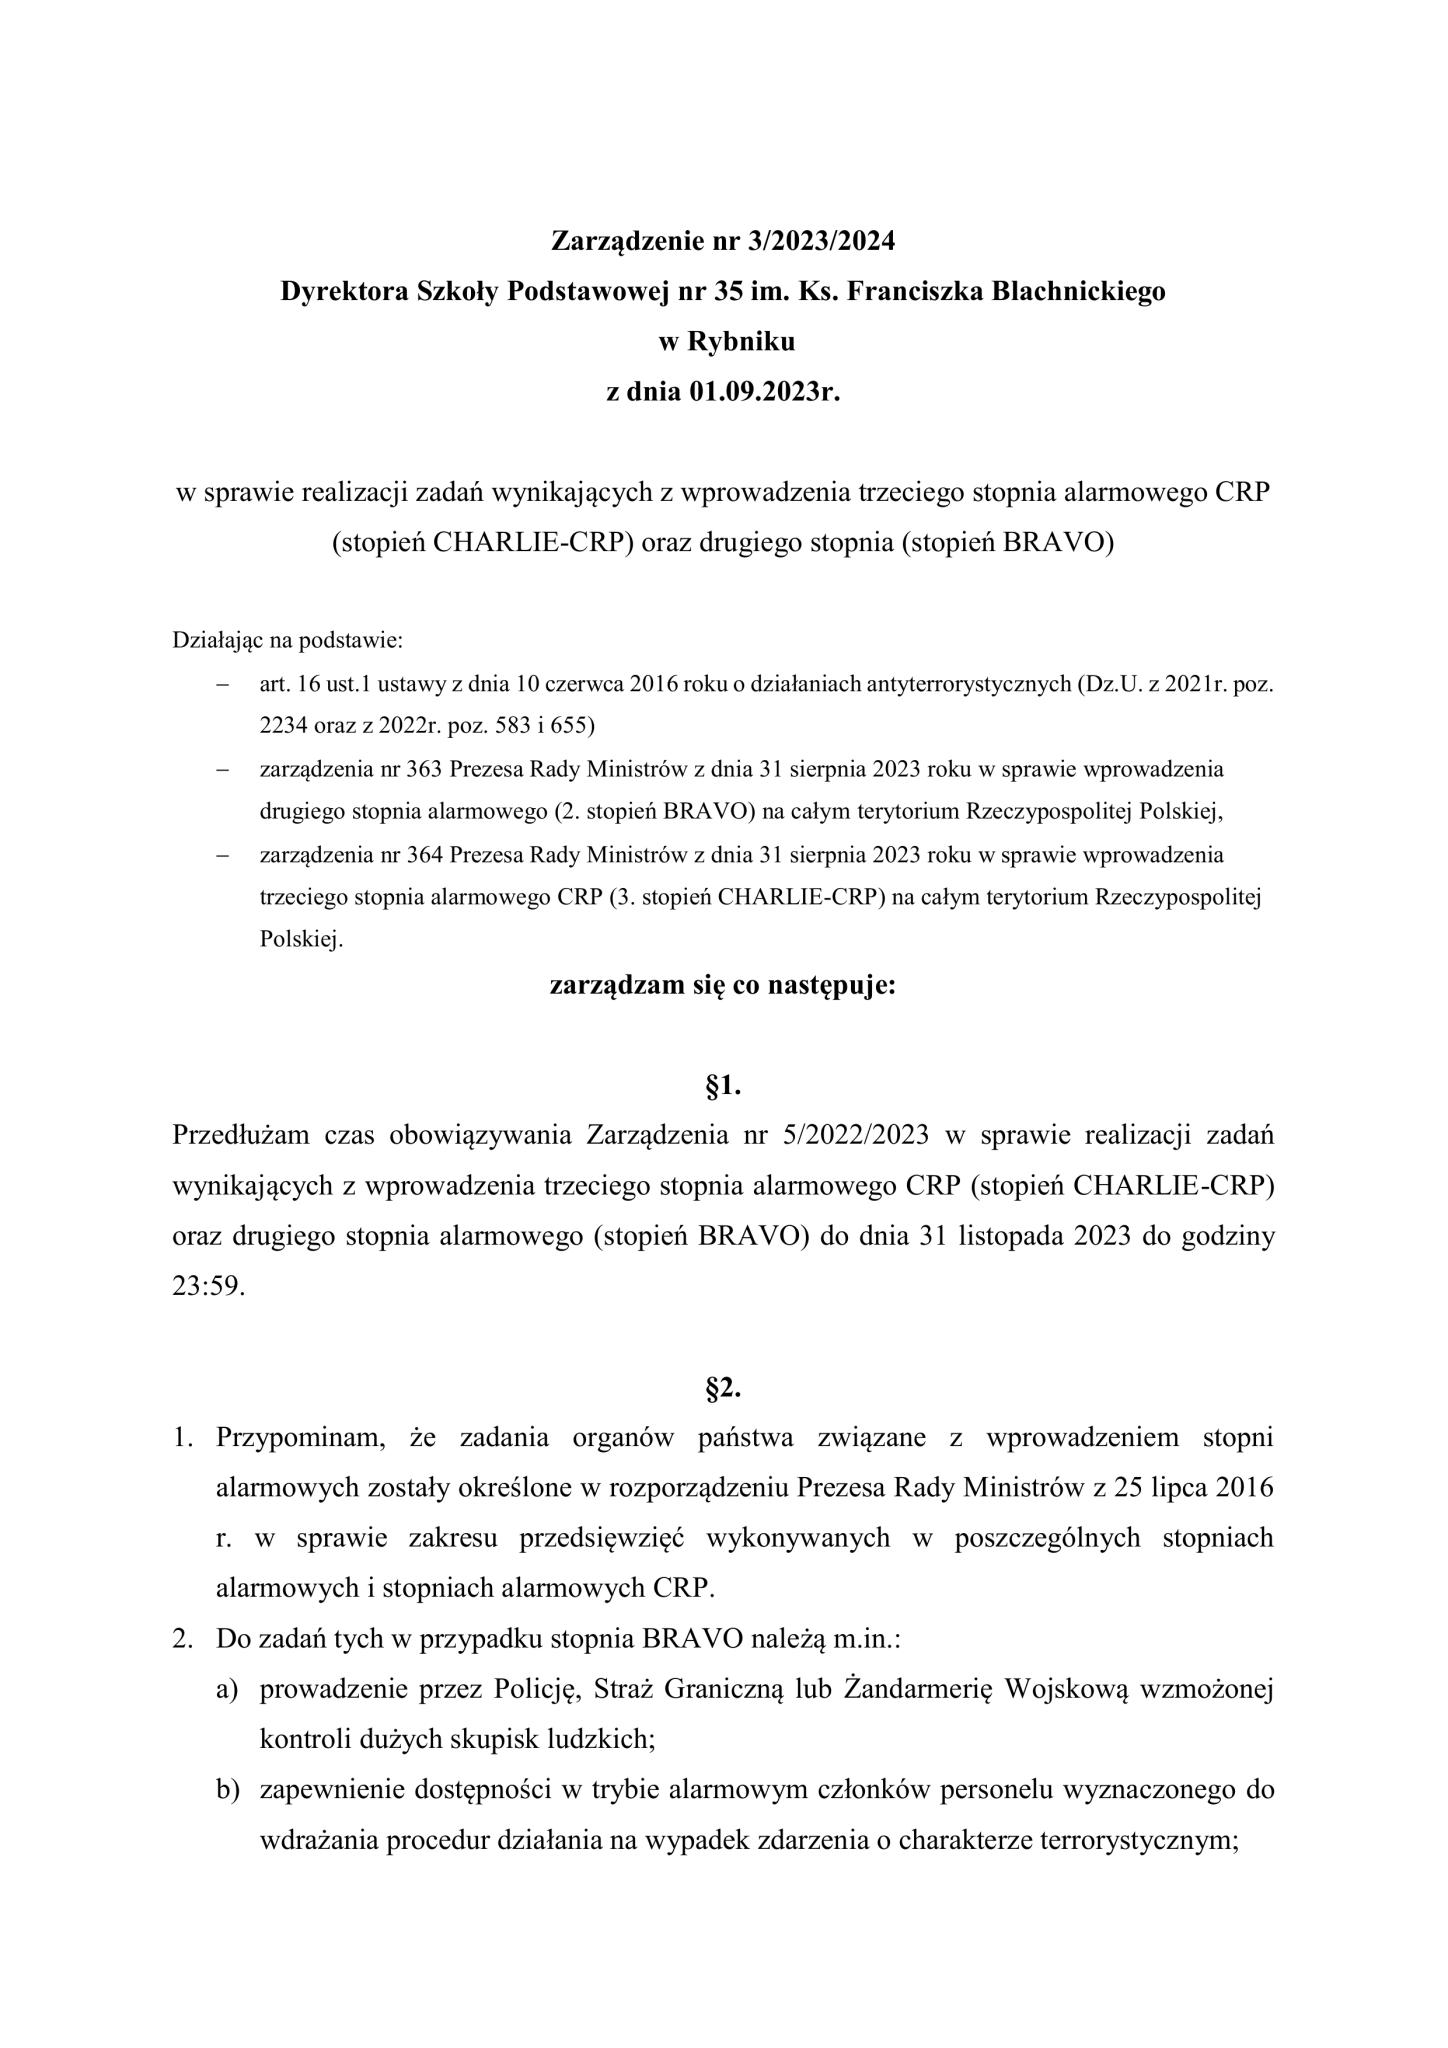 Zarządzenie nr 3/2023/2024
Dyrektora Szkoły Podstawowej nr 35 im. Ks. Franciszka Blachnickiego
w Rybniku
z dnia 01.09.2023r.
w sprawie realizacji zadań wynikających z wprowadzenia trzeciego stopnia alarmowego CRP
(stopień CHARLIE-CRP) oraz drugiego stopnia (stopień BRAVO)
Działając na podstawie:
– art. 16 ust.1 ustawy z dnia 10 czerwca 2016 roku o działaniach antyterrorystycznych (Dz.U. z 2021r. poz.
2234 oraz z 2022r. poz. 583 i 655)
– zarządzenia nr 363 Prezesa Rady Ministrów z dnia 31 sierpnia 2023 roku w sprawie wprowadzenia
drugiego stopnia alarmowego (2. stopień BRAVO) na całym terytorium Rzeczypospolitej Polskiej,
– zarządzenia nr 364 Prezesa Rady Ministrów z dnia 31 sierpnia 2023 roku w sprawie wprowadzenia
trzeciego stopnia alarmowego CRP (3. stopień CHARLIE-CRP) na całym terytorium Rzeczypospolitej
Polskiej.
zarządzam się co następuje:
§1.
Przedłużam czas obowiązywania Zarządzenia nr 5/2022/2023 w sprawie realizacji zadań
wynikających z wprowadzenia trzeciego stopnia alarmowego CRP (stopień CHARLIE-CRP)
oraz drugiego stopnia alarmowego (stopień BRAVO) do dnia 31 listopada 2023 do godziny
23:59.
§2.
1. Przypominam, że zadania organów państwa związane z wprowadzeniem stopni
alarmowych zostały określone w rozporządzeniu Prezesa Rady Ministrów z 25 lipca 2016
r. w sprawie zakresu przedsięwzięć wykonywanych w poszczególnych stopniach
alarmowych i stopniach alarmowych CRP.
2. Do zadań tych w przypadku stopnia BRAVO należą m.in.:
a) prowadzenie przez Policję, Straż Graniczną lub Żandarmerię Wojskową wzmożonej
kontroli dużych skupisk ludzkich;
b) zapewnienie dostępności w trybie alarmowym członków personelu wyznaczonego do
wdrażania procedur działania na wypadek zdarzenia o charakterze terrorystycznym;